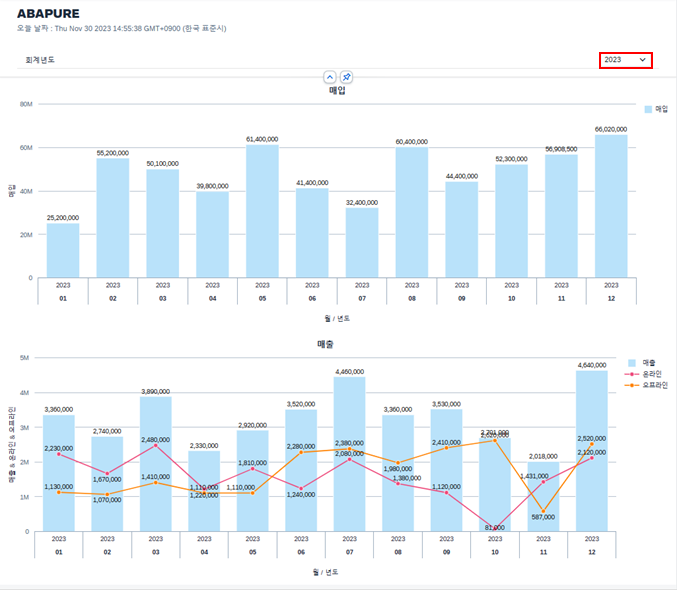 ABAPURE
오늘 날짜 : Thu Nov 30 2023 14:55:38 GMT+0900 (한국 표준시)
회계년도
2023
매입
80M
60M
40M
20M
0
매입
25,200,000
55,200,000
50,100,000
39,800,000
61,400,000
41,400,000
32,400,000
60,400,000
44,400,000
52,300,000
56,908,500
66,020,000
매입
2023 2023 2023 2023 2023 2023 2023 2023 2023 2023 2023 2023
01 02 03 04 05 06 07 08 09 10 11 12
월 / 년도
매출
5M
4M
3M
2M
1M
0
매출 & 온라인 & 오프라인
3,360,000
2,740,000
3,890,000
2,330,000
2,920,000
3,520,000
4,460,000
3,360,000
3,530,000
2,701,000
2,018,000
4,640,000
2,230,000
1,670,000
2,480,000
1,110,000
1,810,000
1,240,000
2,080,000
1,380,000
1,120,000
81,000
1,431,000
2,120,000
1,130,000
1,070,000
1,410,000
1,220,000
1,110,000
2,280,000
2,380,000
1,980,000
2,410,000
2,620,000
587,000
2,520,000
매출
온라인
오프라인
2023 2023 2023 2023 2023 2023 2023 2023 2023 2023 2023 2023
01 02 03 04 05 06 07 08 09 10 11 12
월 / 년도